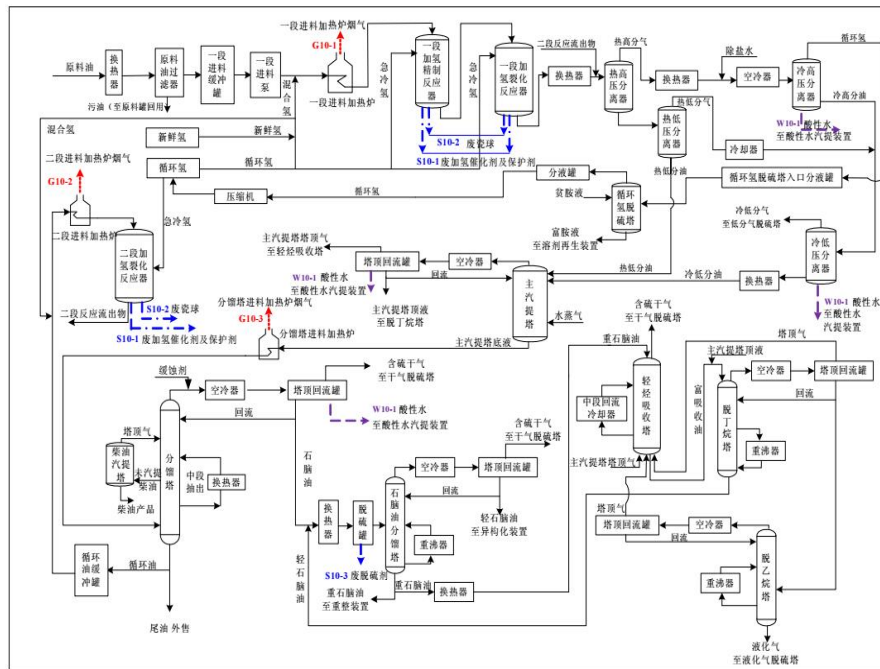 一段进料加热炉烟气
G10-1
原料油
换热器
原料油过滤器
一段进料缓冲罐
一段进料泵
混合氢
一段进料加热炉
急冷氢
一段加氢精制反应器
急冷氢
一段加氢裂化反应器
二段反应流出物
换热器
热高分气
热高压分离器
换热器
除盐水
空冷器
循环氢
冷高压分离器
冷高分油
污油（至原料罐回用）
混合氢
新鲜氢
新鲜氢
S10-2 废瓷球
S10-1 废加氢催化剂及保护剂
热低分气
热低压分离器
热低分油
冷却器
W10-1 酸性水
至酸性水汽提装置
二段进料加热炉烟气
G10-2
循环氢
循环氢
压缩机
循环氢
分液罐
贫胺液
循环氢脱硫塔
富胺液
至溶剂再生装置
循环氢脱硫塔入口分液罐
急冷氢
二段进料加热炉
二段加氢裂化反应器
主汽提塔塔顶气
至轻烃吸收塔
塔顶回流罐
空冷器
回流
W10-1 酸性水
至酸性水汽提装置
主汽提塔顶液
至脱丁烷塔
主汽提塔
热低分油
冷低分油
换热器
冷低分气
至低分气脱硫塔
冷低压分离器
W10-1 酸性水
至酸性水
汽提装置
S10-2 废瓷球
二段反应流出物
S10-1 废加氢催化剂及保护剂
分馏塔进料加热炉烟气
G10-3
分馏塔进料加热炉
水蒸气
主汽提塔底液
重石脑油
含硫干气
至干气脱硫塔
塔顶气
主汽提塔顶液
缓蚀剂
空冷器
塔顶回流罐
含硫干气
至干气脱硫塔
W10-1 酸性水
至酸性水汽提装置
回流
轻烃吸收塔
中段回流冷却器
富吸收油
空冷器
塔顶回流罐
回流
脱丁烷塔
重沸器
塔顶气
柴油汽提塔
未汽提柴油
柴油产品
分馏塔
中段抽出
换热器
石脑油
含硫干气
至干气脱硫塔
空冷器
塔顶回流罐
回流
主汽提塔塔顶气
换热器
脱硫罐
石脑油分馏塔
重沸器
轻石脑油
至异构化装置
塔顶气
塔顶回流罐
空冷器
回流
循环油缓冲罐
循环油
轻石脑油
S10-3 废脱硫剂
重石脑油
至重整装置
重石脑油
换热器
重沸器
脱乙烷塔
尾油 外售
液化气
至液化气脱硫塔